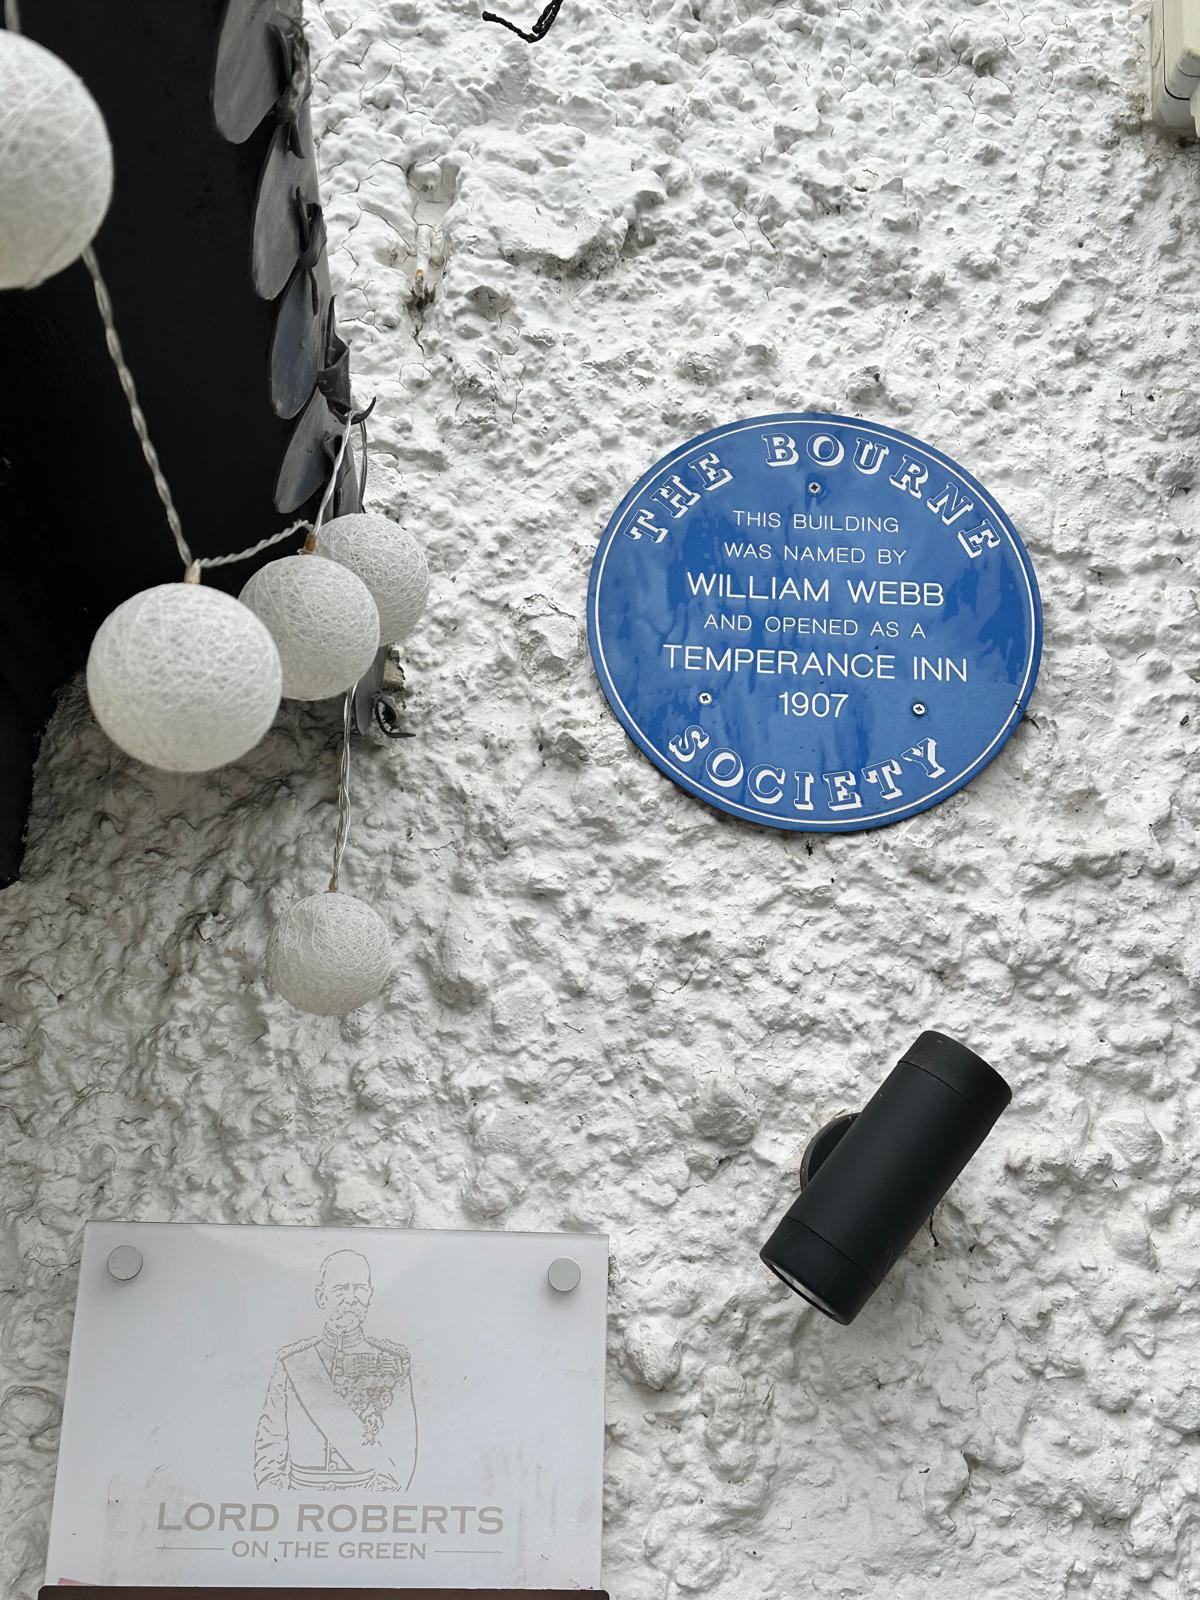 THE BOURNE
THIS BUILDING
WAS NAMED BY
WILLIAM WEBB
AND OPENED AS A
TEMPERANCE INN
1907
SOCIETY
LORD ROBERTS
ON THE GREEN